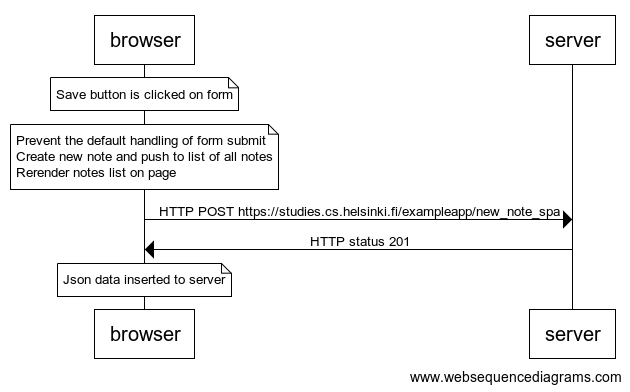 browser
server
Save button is clicked on form
Prevent the default handling of form submit
Create new note and push to list of all notes
Rerender notes list on page
HTTP POST https://studies.cs.helsinki.fi/exampleapp/new_note_spa
HTTP status 201
Json data inserted to server
browser
server
www.websequencediagrams.com